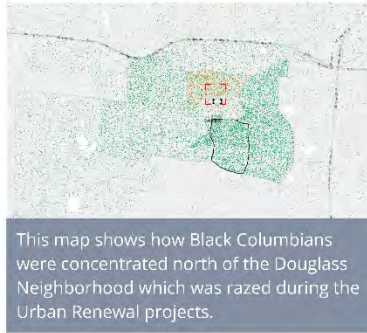 This map shows how Black Columbians
were concentrated north of the Douglass
Neighborhood which was razed during the
Urban Renewal projects.